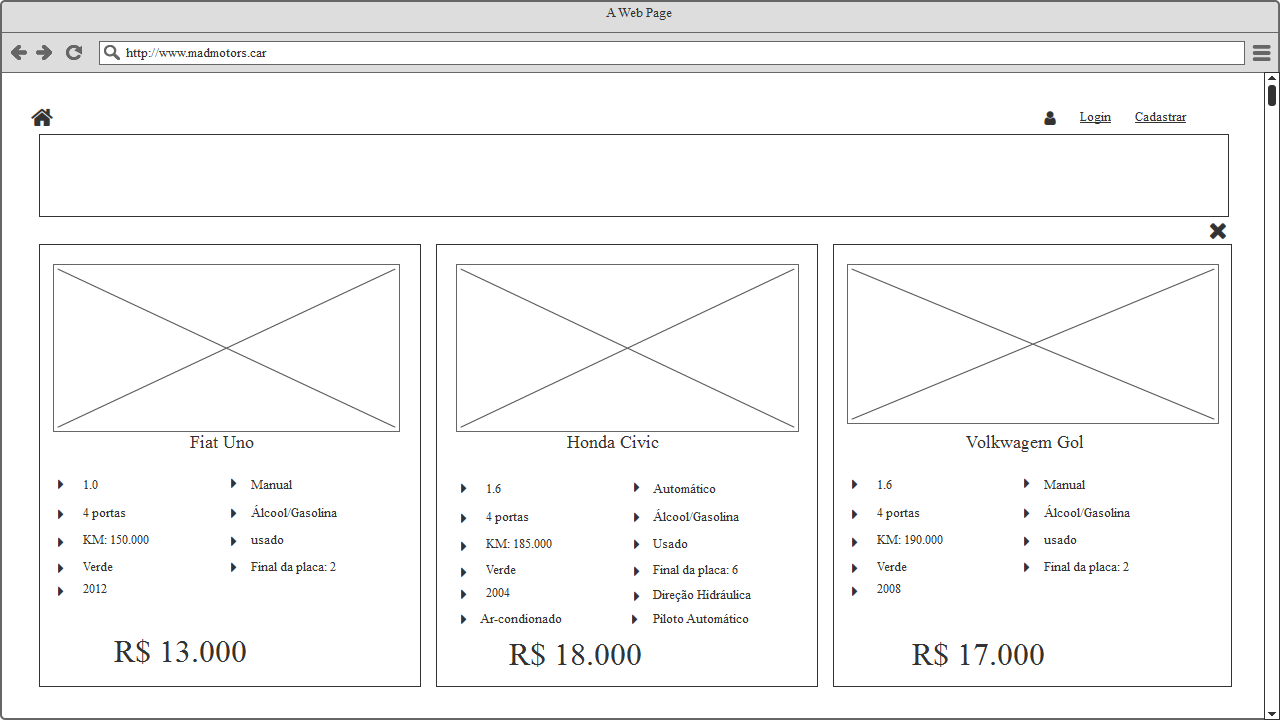 A Web Page
http://www.madmotors.car
Login Cadastrar
Fiat Uno
1.0 Manual
4 portas Álcool/Gasolina
KM: 150.000 usado
Verde Final da placa: 2
2012
R$ 13.000
Honda Civic
1.6 Automático
4 portas Álcool/Gasolina
KM: 185.000 Usado
Verde Final da placa: 6
2004 Direção Hidráulica
Ar-condionado Piloto Automático
R$ 18.000
Volkwagem Gol
1.6 Manual
4 portas Álcool/Gasolina
KM: 190.000 usado
Verde Final da placa: 2
2008
R$ 17.000